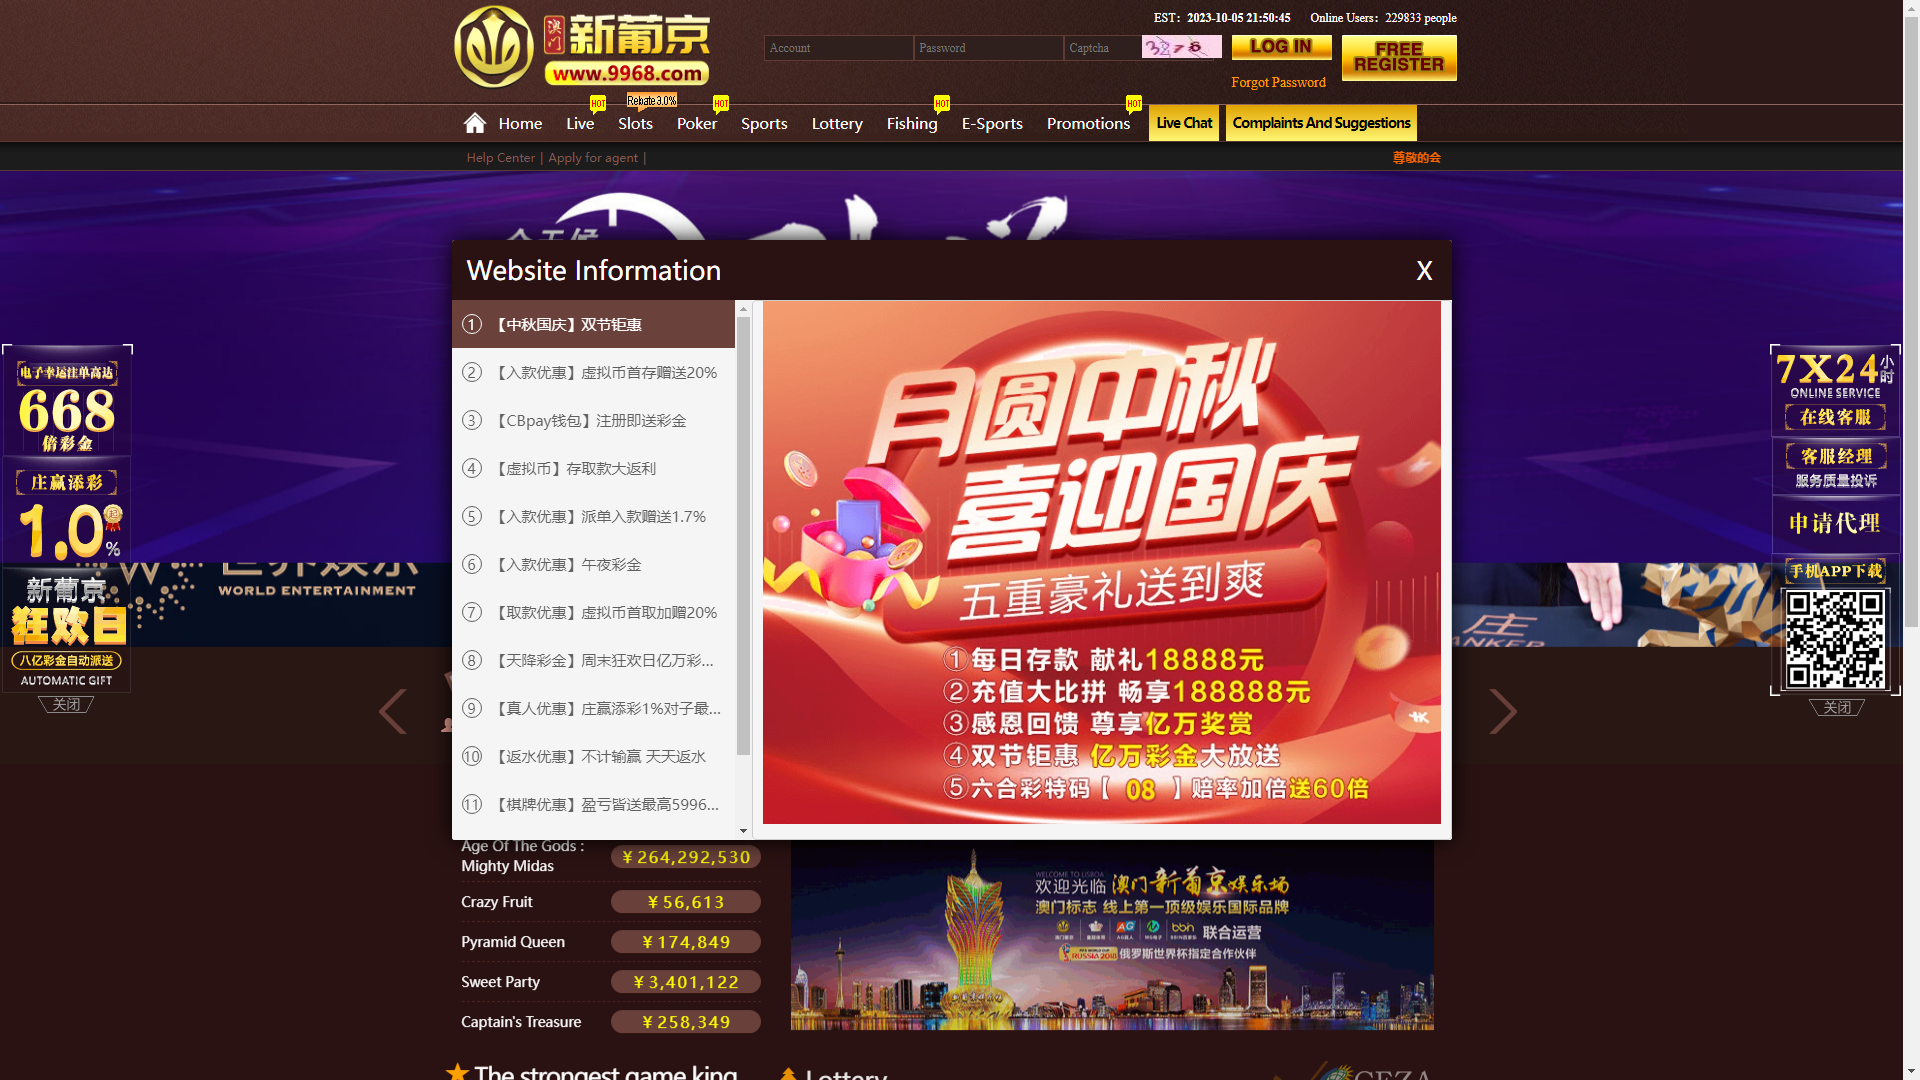 澳门 新葡京
www.9968.com
EST: 2023-10-05 21:50:45 Online Users: 229833 people
Account Password Captcha 3276 LOG IN FREE REGISTER
Forgot Password
HOT Rebate 3.0% HOT HOT HOT
Home Live Slots Poker Sports Lottery Fishing E-Sports Promotions Live Chat Complaints And Suggestions
Help Center | Apply for agent |
尊敬的会
Website Information X
1 【中秋国庆】双节钜惠
2 【入款优惠】虚拟币首存赠送20%
3 【CBpay钱包】注册即送彩金
4 【虚拟币】存取款大返利
5 【入款优惠】派单入款赠送1.7%
6 【入款优惠】午夜彩金
7 【取款优惠】虚拟币首取加赠20%
8 【天降彩金】周末狂欢日亿万彩...
9 【真人优惠】庄赢添彩1%对子最...
10 【返水优惠】不计输赢 天天返水
11 【棋牌优惠】盈亏皆送最高5996...
月圆中秋
喜迎国庆
五重豪礼送到爽
①每日存款 献礼18888元
②充值大比拼 畅享188888元
③感恩回馈 尊享亿万奖赏
④双节钜惠 亿万彩金大放送
⑤六合彩特码【 08 】赔率加倍送60倍
电子幸运注单高达
668
倍彩金
庄赢添彩
1.0%
新葡京
狂欢日
八亿彩金自动派送
AUTOMATIC GIFT
关闭
世界娱乐
WORLD ENTERTAINMENT
庄
7X24小时
ONLINE SERVICE
在线客服
客服经理
服务质量投诉
申请代理
手机APP下载
关闭
Age Of The Gods :
Mighty Midas ¥ 264,292,530
Crazy Fruit ¥ 56,613
Pyramid Queen ¥ 174,849
Sweet Party ¥ 3,401,122
Captain's Treasure ¥ 258,349
WELCOME TO LISBOA
欢迎光临 澳门新葡京娱乐场
澳门标志 线上第一顶级娱乐国际品牌
AG bbin 联合运营
RUSSIA 2018 俄罗斯世界杯指定合作伙伴
The strongest game king
Lottery
CEZA